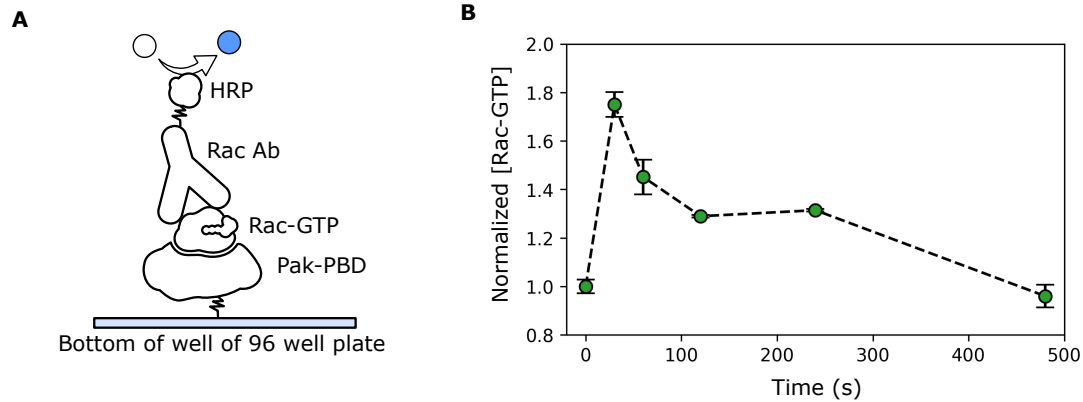 A
HRP
Rac Ab
Rac-GTP
Pak-PBD
Bottom of well of 96 well plate
B
Normalized [Rac-GTP]
2.0
1.8
1.6
1.4
1.2
1.0
0.8
0 100 200 300 400 500
Time (s)